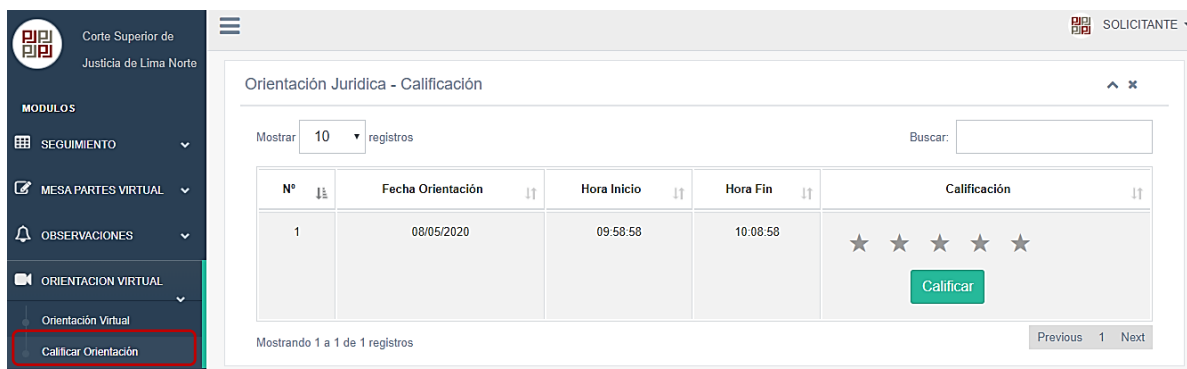 Corte Superior de
Justicia de Lima Norte
SOLICITANTE
MODULOS
SEGUIMIENTO
MESA PARTES VIRTUAL
OBSERVACIONES
ORIENTACION VIRTUAL
Orientación Virtual
Calificar Orientación
Orientación Juridica - Calificación
Mostrar 10 registros
Buscar:
Nº Fecha Orientación Hora Inicio Hora Fin Calificación
1 08/05/2020 09:58:58 10:08:58
Calificar
Mostrando 1 a 1 de 1 registros
Previous 1 Next